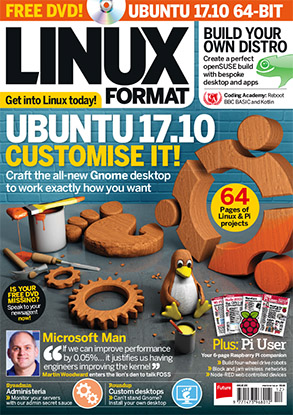 FREE DVD! UBUNTU 17.10 64-BIT
LINUX
FORMAT
BUILD YOUR
OWN DISTRO
Create a perfect
openSUSE build
with bespoke
desktop and apps
Get into Linux today!
Coding Academy: Reboot
BBC BASIC and Kotlin
UBUNTU 17.10
CUSTOMISE IT!
Craft the all-new Gnome desktop
to work exactly how you want
64
Pages of
Linux & Pi
projects
IS YOUR
FREE DVD
MISSING?
Speak to your
newsagent
now!
Microsoft Man
If we can improve performance
by 0.05%... it justifies us having
engineers improving the kernel
Martin Woodward enters the lion's den to talk FOSS
Plus: Pi User
Your 6-page Raspberry Pi companion
Build four-wheel drive robots
Block and jam wireless networks
Node-RED web controlled devices
Sysadmin
Administeria
Monitor your servers
with our admin secret sauce
Roundup
Custom desktops
Can't stand Gnome?
Install your own desktop
Future